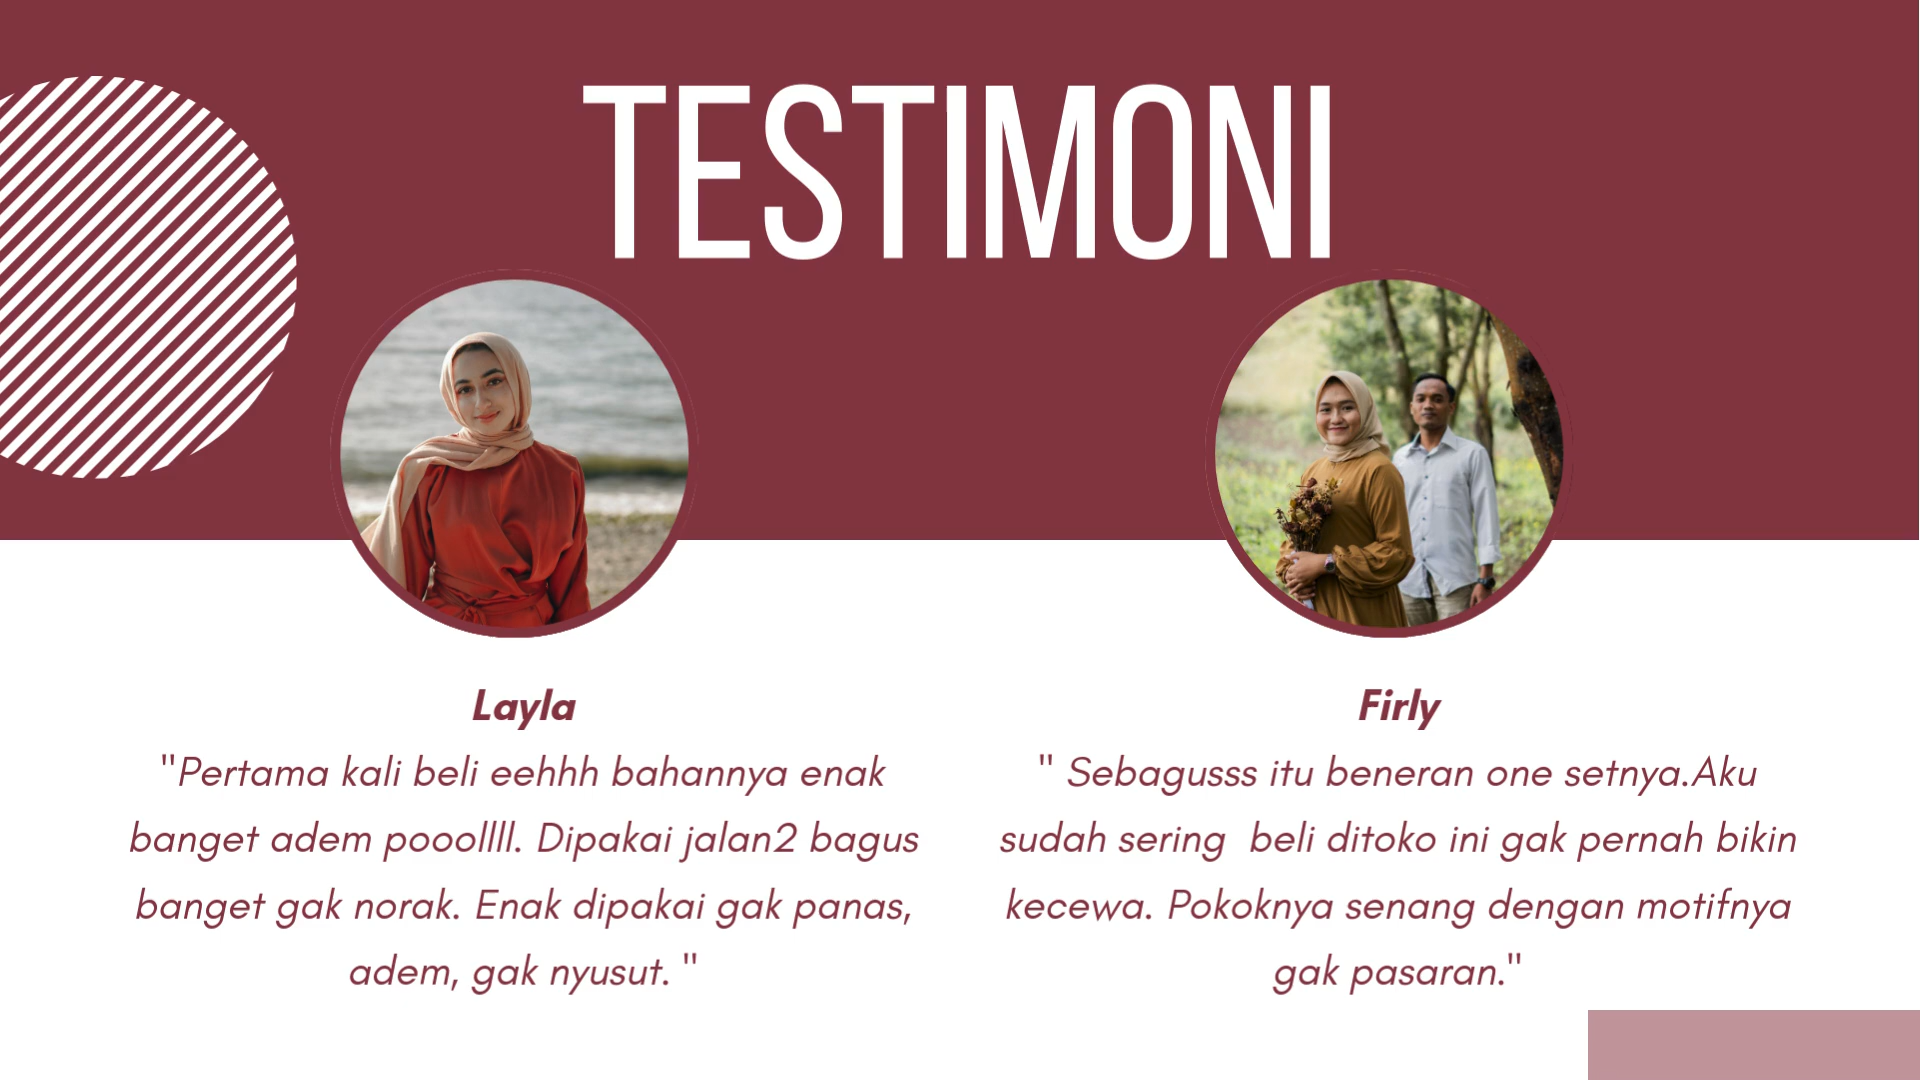 TESTIMONI
Layla
"Pertama kali beli eehhh bahannya enak
banget adem pooollll. Dipakai jalan2 bagus
banget gak norak. Enak dipakai gak panas,
adem, gak nyusut. "
Firly
" Sebagusss itu beneran one setnya.Aku
sudah sering  beli ditoko ini gak pernah bikin
kecewa. Pokoknya senang dengan motifnya
gak pasaran."